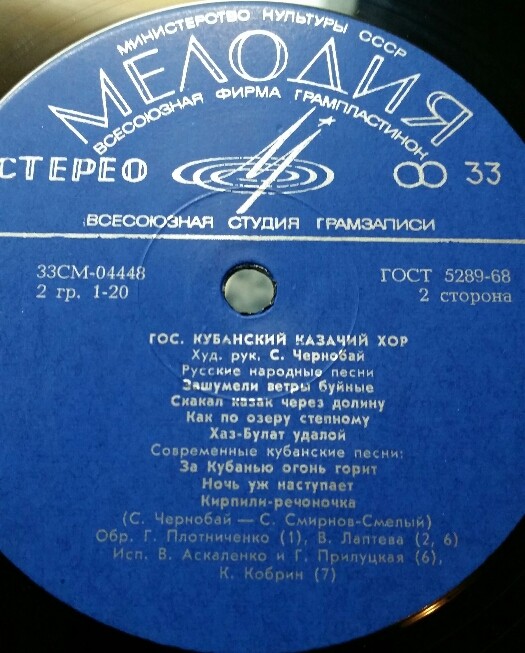 МИНИСТЕРСТВО КУЛЬТУРЫ СССР
МЕЛОДИЯ
ВСЕСОЮЗНАЯ ФИРМА ГРАМПЛАСТИНОК
СТЕРЕО
33
ВСЕСОЮЗНАЯ СТУДИЯ ГРАМЗАПИСИ
33СМ-04448
ГОСТ 5289-68
2 гр. 1-20
2 сторона
ГОС. КУБАНСКИЙ КАЗАЧИЙ ХОР
Худ. рук. С. Чернобай
Русские народные песни
Зашумели ветры буйные
Скакал казак через долину
Как по озеру степному
Хаз-Булат удалой
Современные кубанские песни:
За Кубанью огонь горит
Ночь уж наступает
Кирпили-речоночка
(С. Чернобай — С. Смирнов-Смелый)
Обр. Г. Плотниченко (1), В. Лаптева (2, 6)
Исп. В. Аскаленко и Г. Прилуцкая (6),
К. Кобрин (7)